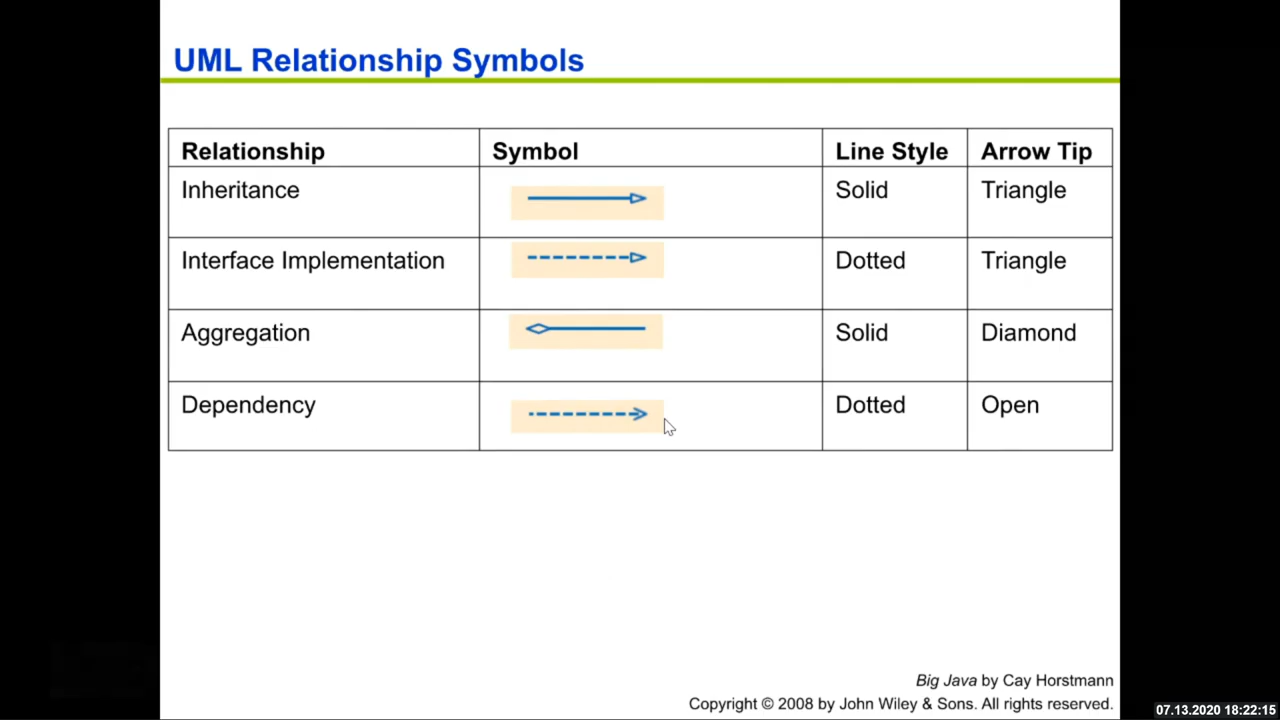 UML Relationship Symbols
Relationship Symbol Line Style Arrow Tip
Inheritance Solid Triangle
Interface Implementation Dotted Triangle
Aggregation Solid Diamond
Dependency Dotted Open
Big Java by Cay Horstmann
Copyright © 2008 by John Wiley & Sons. All rights reserved.
07.13.2020 18:22:15